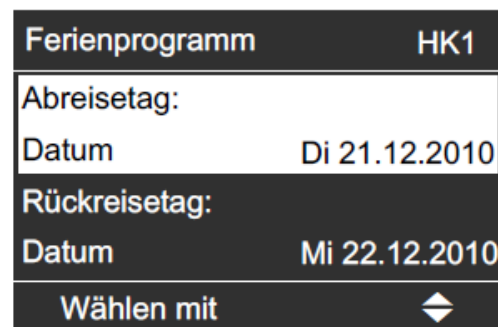 Ferienprogramm HK1
Abreisetag:
Datum Di 21.12.2010
Rückreisetag:
Datum Mi 22.12.2010
Wählen mit